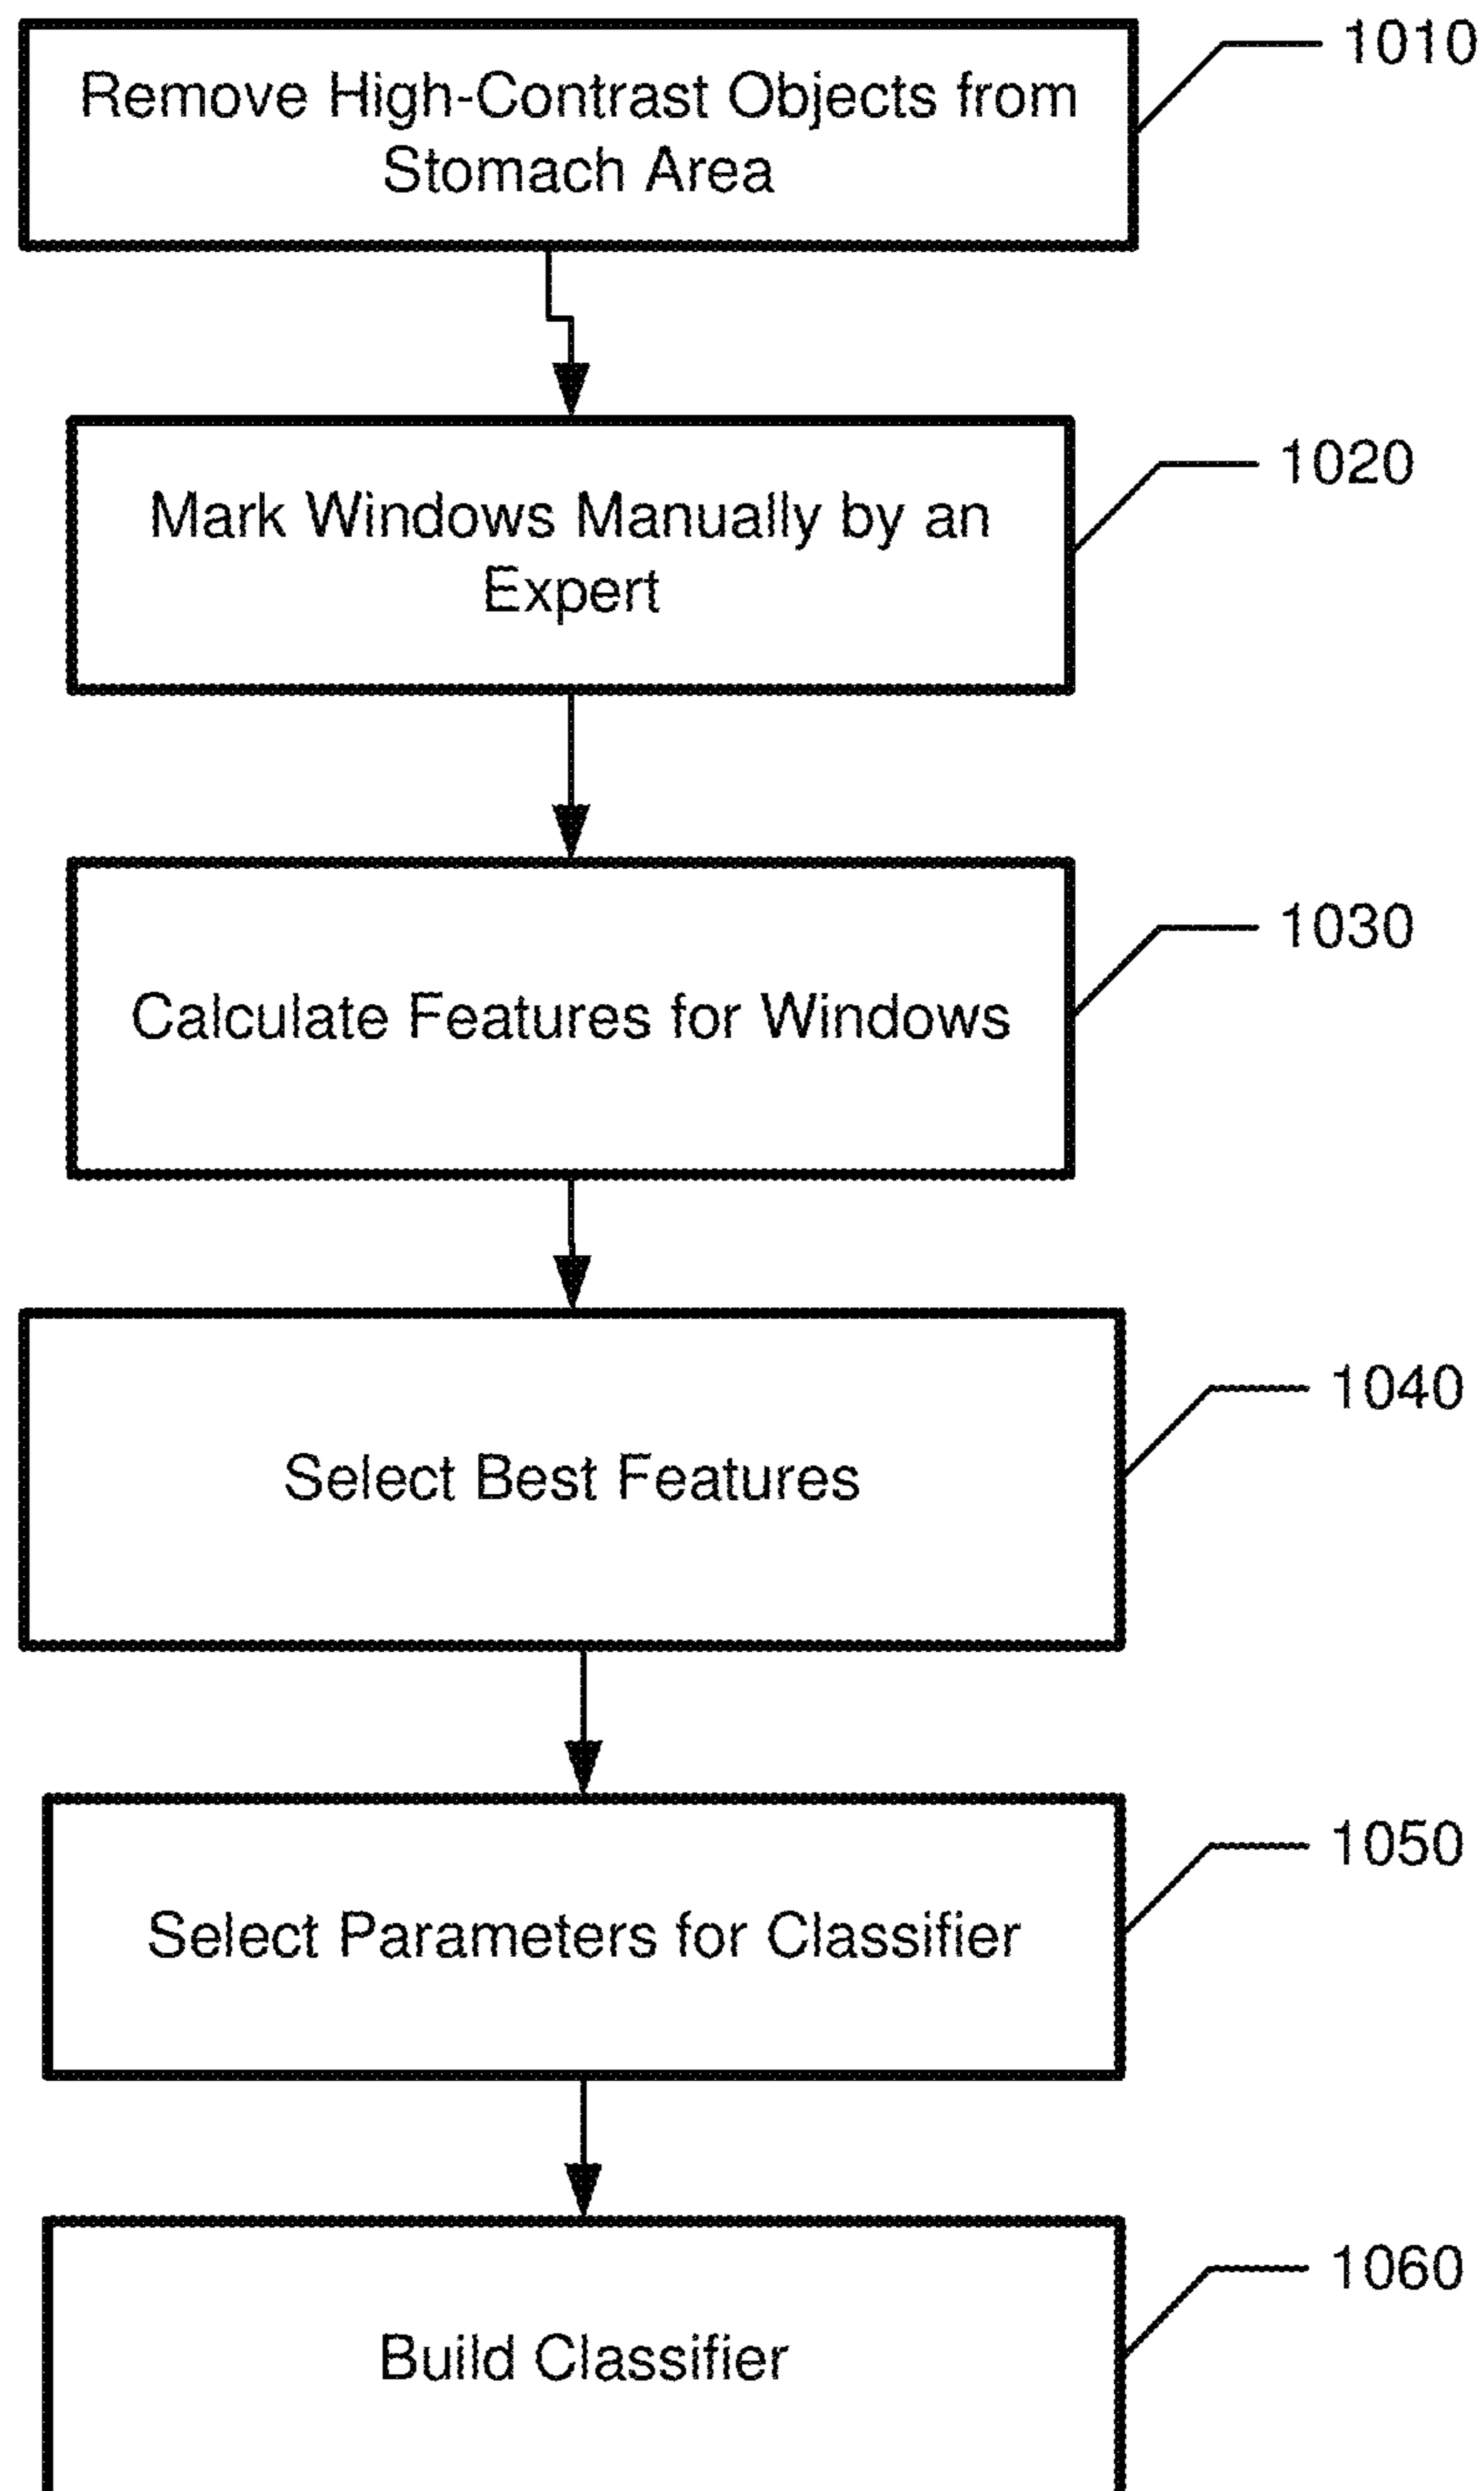 1010
Remove High-Contrast Objects from
Stomach Area
1020
Mark Windows Manually by an
Expert
1030
Calculate Features for Windows
1040
Select Best Features
1050
Select Parameters for Classifier
1060
Build Classifier